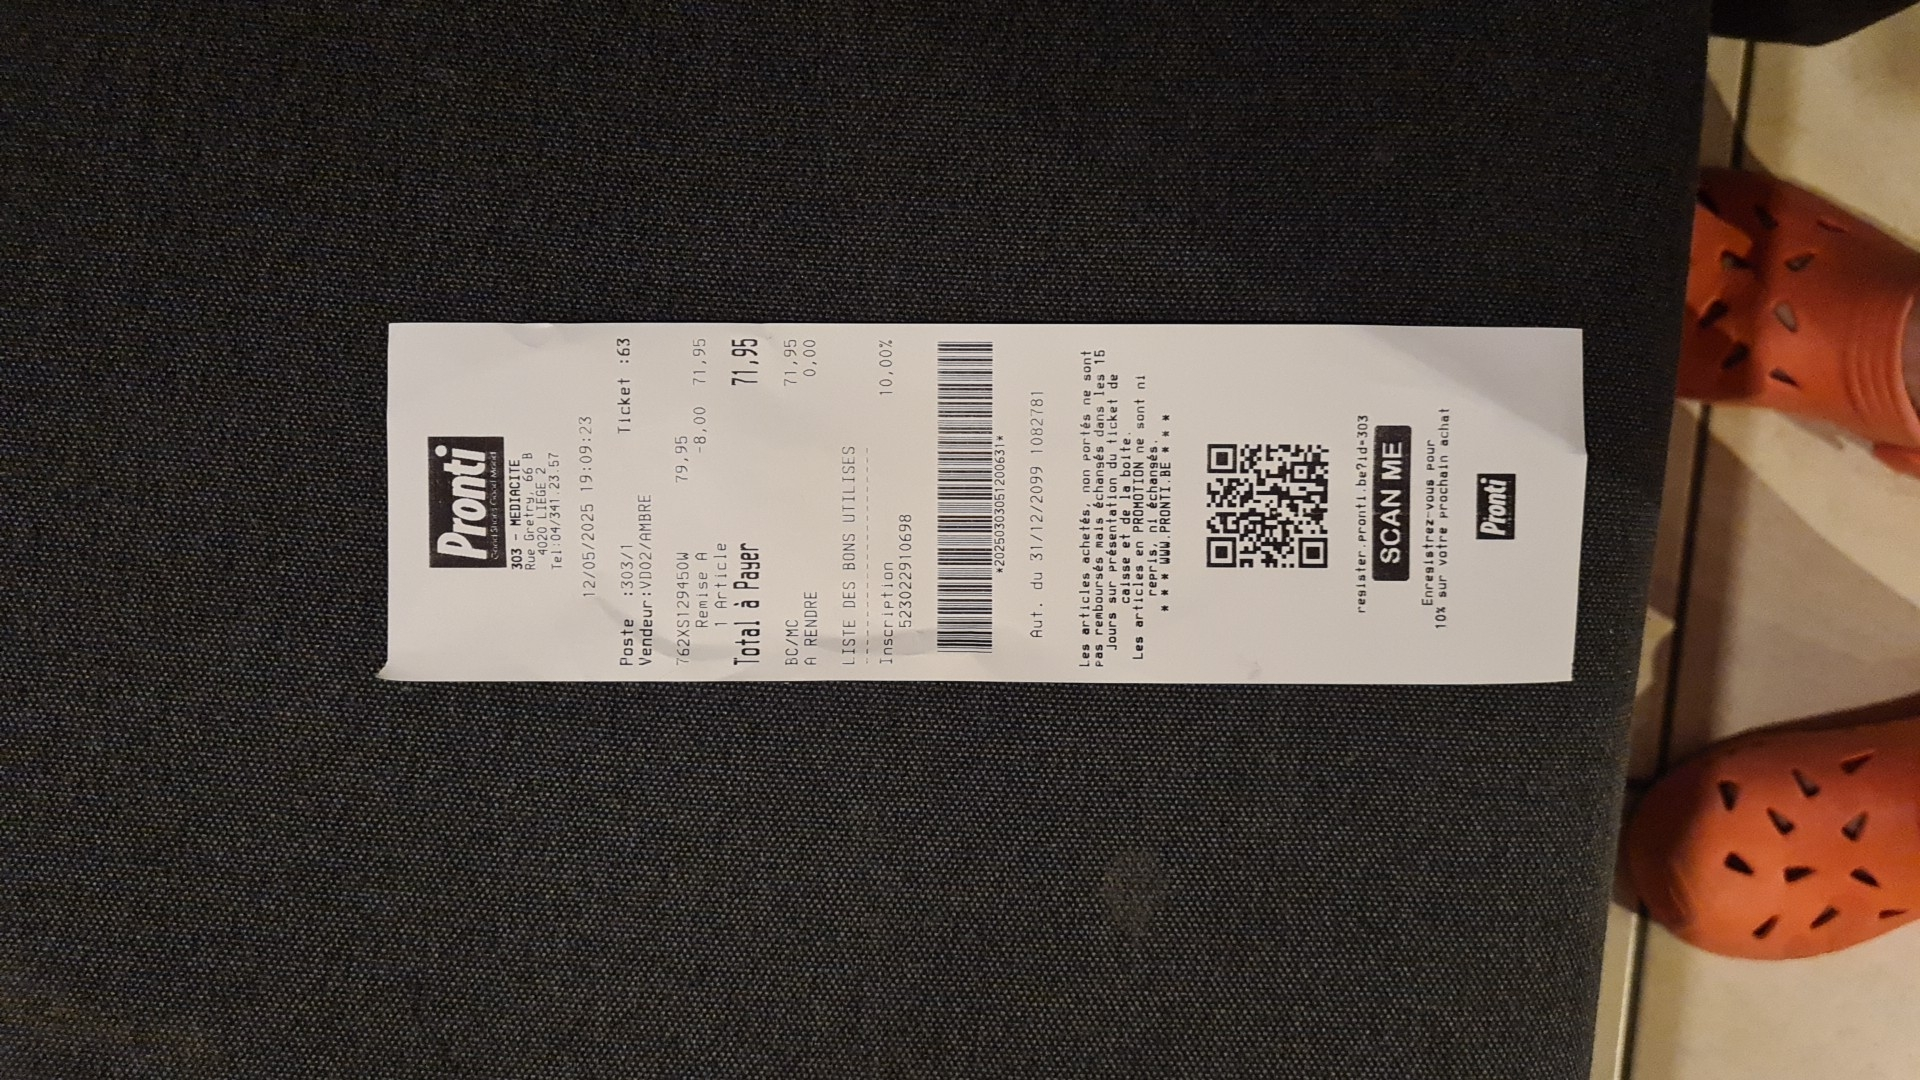 Pronti
Good Shoes Good Mood
303 - MEDIACITE
Rue Gretry, 66 B
4020 LIEGE 2
Tel:04/341.23.57
12/05/2025 19:09:23
Poste :303/1 Ticket :63
Vendeur:VD02/AMBRE
762XS129450W 79,95
Remise A -8,00 71,95
1 Article
Total à Payer 71,95
BC/MC 71,95
A RENDRE 0,00
LISTE DES BONS UTILISES
Inscription 10,00%
523022910698
*20250303051200631*
Aut. du 31/12/2099 1082781
Les articles achetés, non portés ne sont
pas remboursés mais échangés dans les 15
jours sur présentation du ticket de
caisse et de la boite.
Les articles en PROMOTION ne sont ni
repris, ni échangés.
* * * WWW.PRONTI.BE * * *
register.pronti.be?id=303
SCAN ME
Enregistrez-vous pour
10% sur votre prochain achat
Pronti